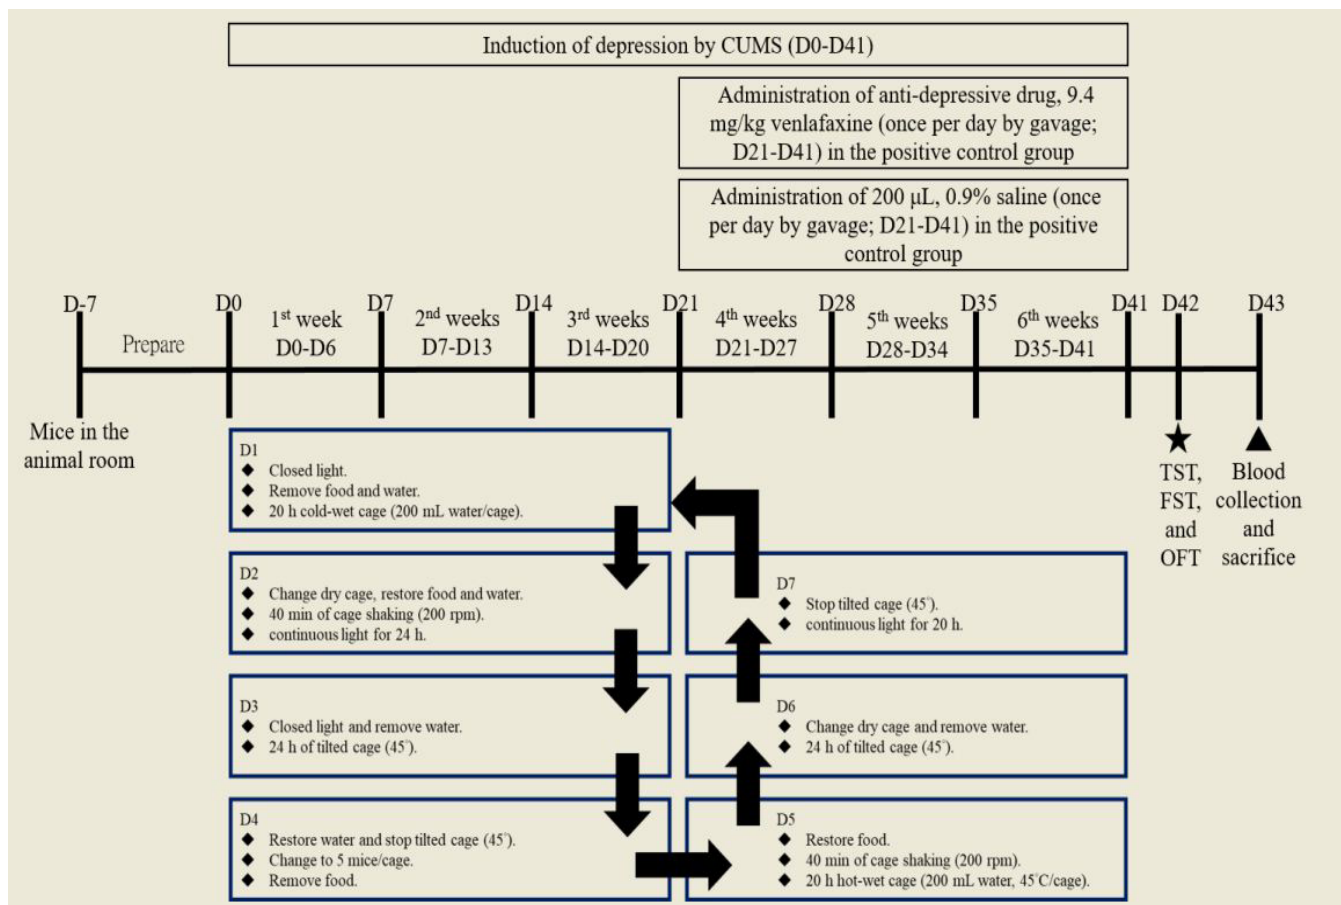 Induction of depression by CUMS (D0-D41)
Administration of anti-depressive drug, 9.4
mg/kg venlafaxine (once per day by gavage;
D21-D41) in the positive control group
Administration of 200 μL, 0.9% saline (once
per day by gavage; D21-D41) in the positive
control group
D-7
D0
D7
D14
D21
D28
D35
D41
D42
D43
Prepare
1st week
D0-D6
2nd weeks
D7-D13
3rd weeks
D14-D20
4th weeks
D21-D27
5th weeks
D28-D34
6th weeks
D35-D41
Mice in the
animal room
TST,
FST,
and
OFT
Blood
collection
and
sacrifice
D1
◆ Closed light.
◆ Remove food and water.
◆ 20 h cold-wet cage (200 mL water/cage).
D2
◆ Change dry cage, restore food and water.
◆ 40 min of cage shaking (200 rpm).
◆ continuous light for 24 h.
D3
◆ Closed light and remove water.
◆ 24 h of tilted cage (45°).
D4
◆ Restore water and stop tilted cage (45°).
◆ Change to 5 mice/cage.
◆ Remove food.
D5
◆ Restore food.
◆ 40 min of cage shaking (200 rpm).
◆ 20 h hot-wet cage (200 mL water, 45°C/cage).
D6
◆ Change dry cage and remove water.
◆ 24 h of tilted cage (45°).
D7
◆ Stop tilted cage (45°).
◆ continuous light for 20 h.